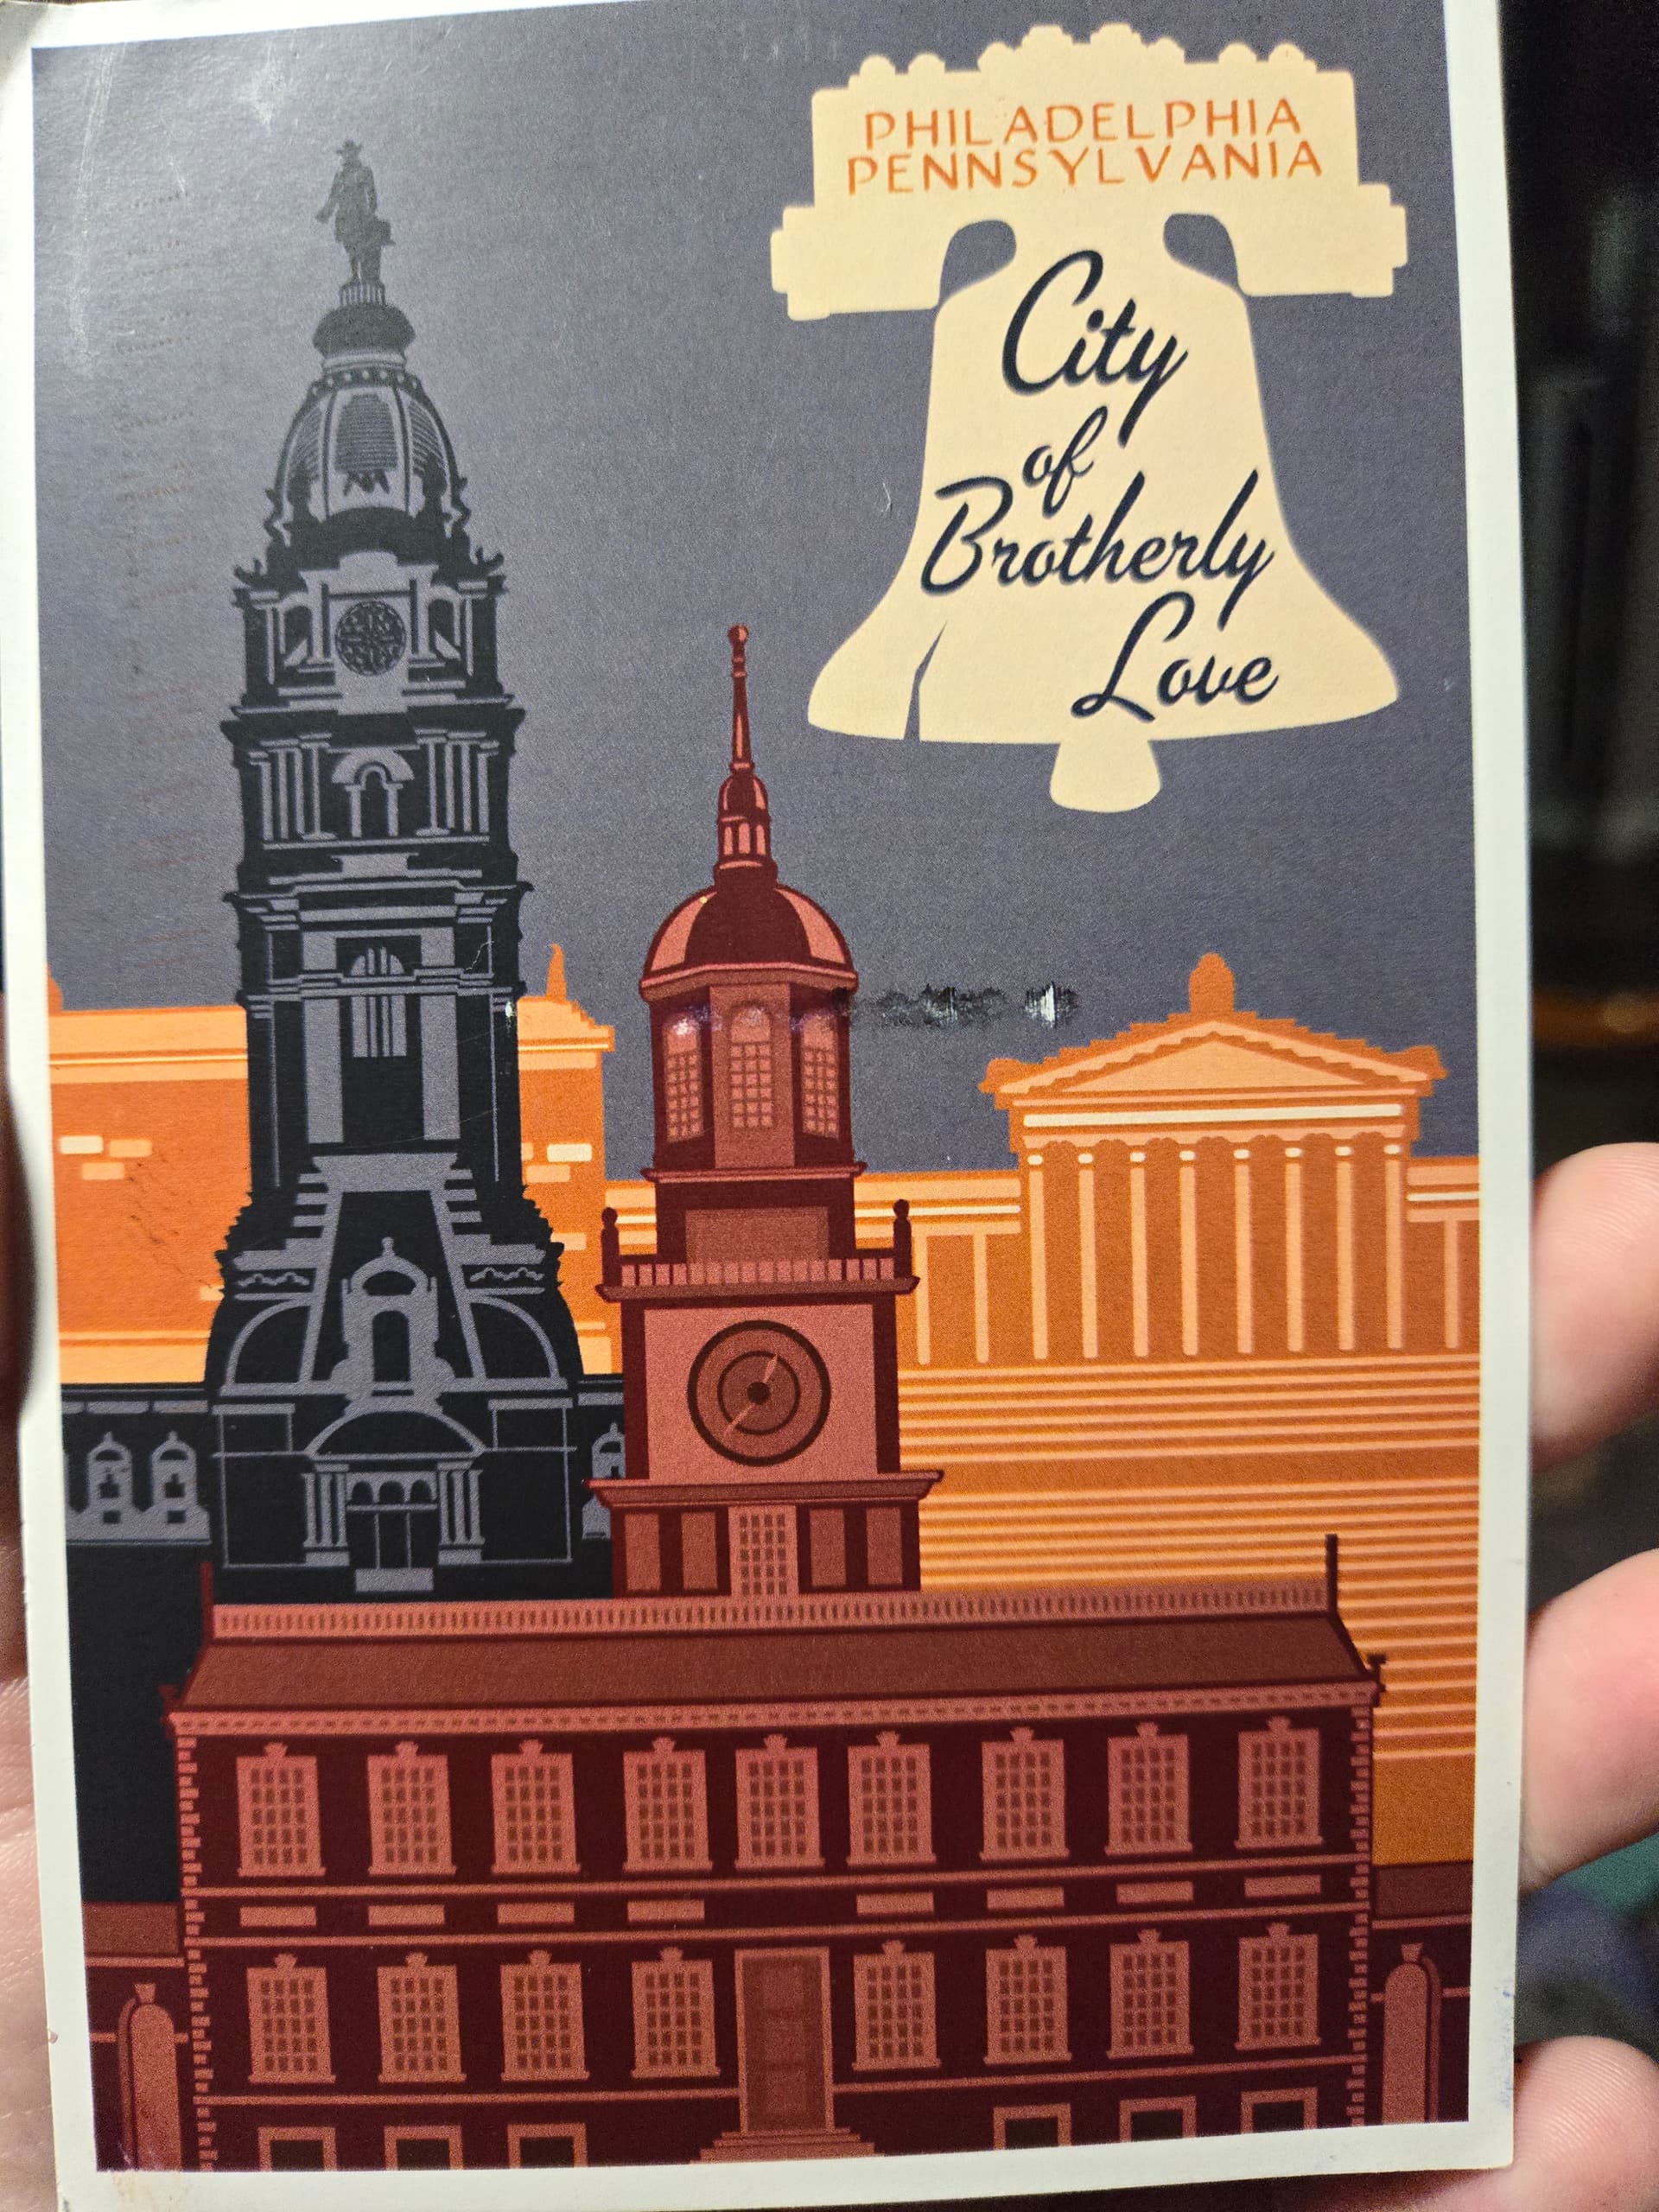 PHILADELPHIA
PENNSYLVANIA
City
of
Brotherly
Love